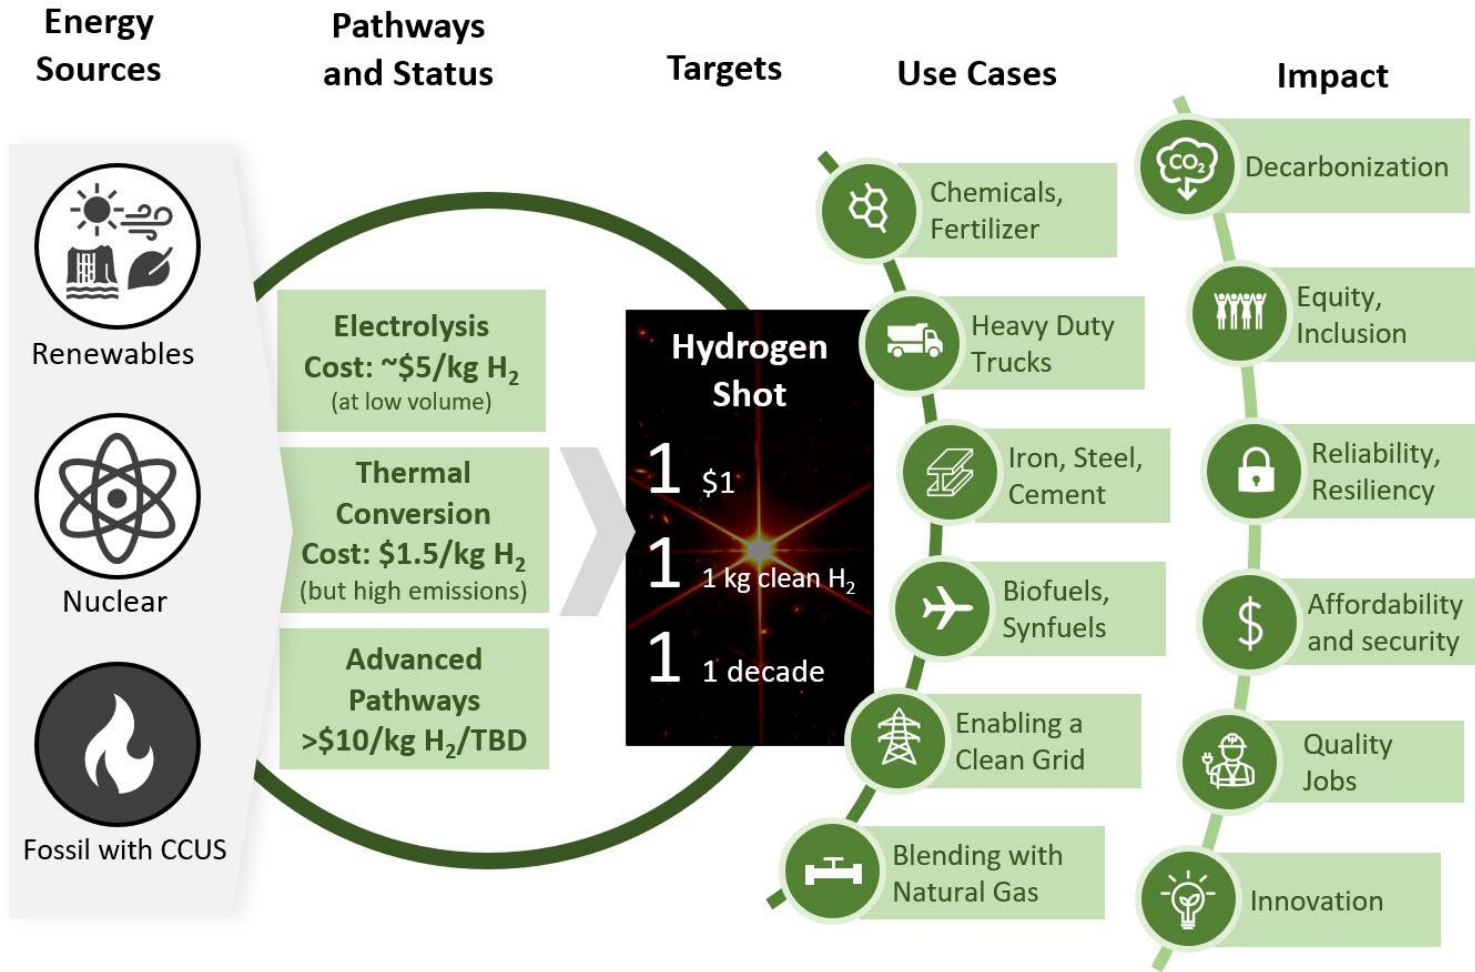 Energy
Sources
Renewables
Nuclear
Fossil with CCUS
Pathways
and Status
Electrolysis
Cost: ~$5/kg H₂
(at low volume)
Thermal
Conversion
Cost: $1.5/kg H₂
(but high emissions)
Advanced
Pathways
>$10/kg H₂/TBD
Targets
Hydrogen
Shot
1 $1
1 1 kg clean H₂
1 1 decade
Use Cases
Chemicals,
Fertilizer
Heavy Duty
Trucks
Iron, Steel,
Cement
Biofuels,
Synfuels
Enabling a
Clean Grid
Blending with
Natural Gas
Impact
CO₂
Decarbonization
Equity,
Inclusion
Reliability,
Resiliency
$
Affordability
and security
Quality
Jobs
Innovation